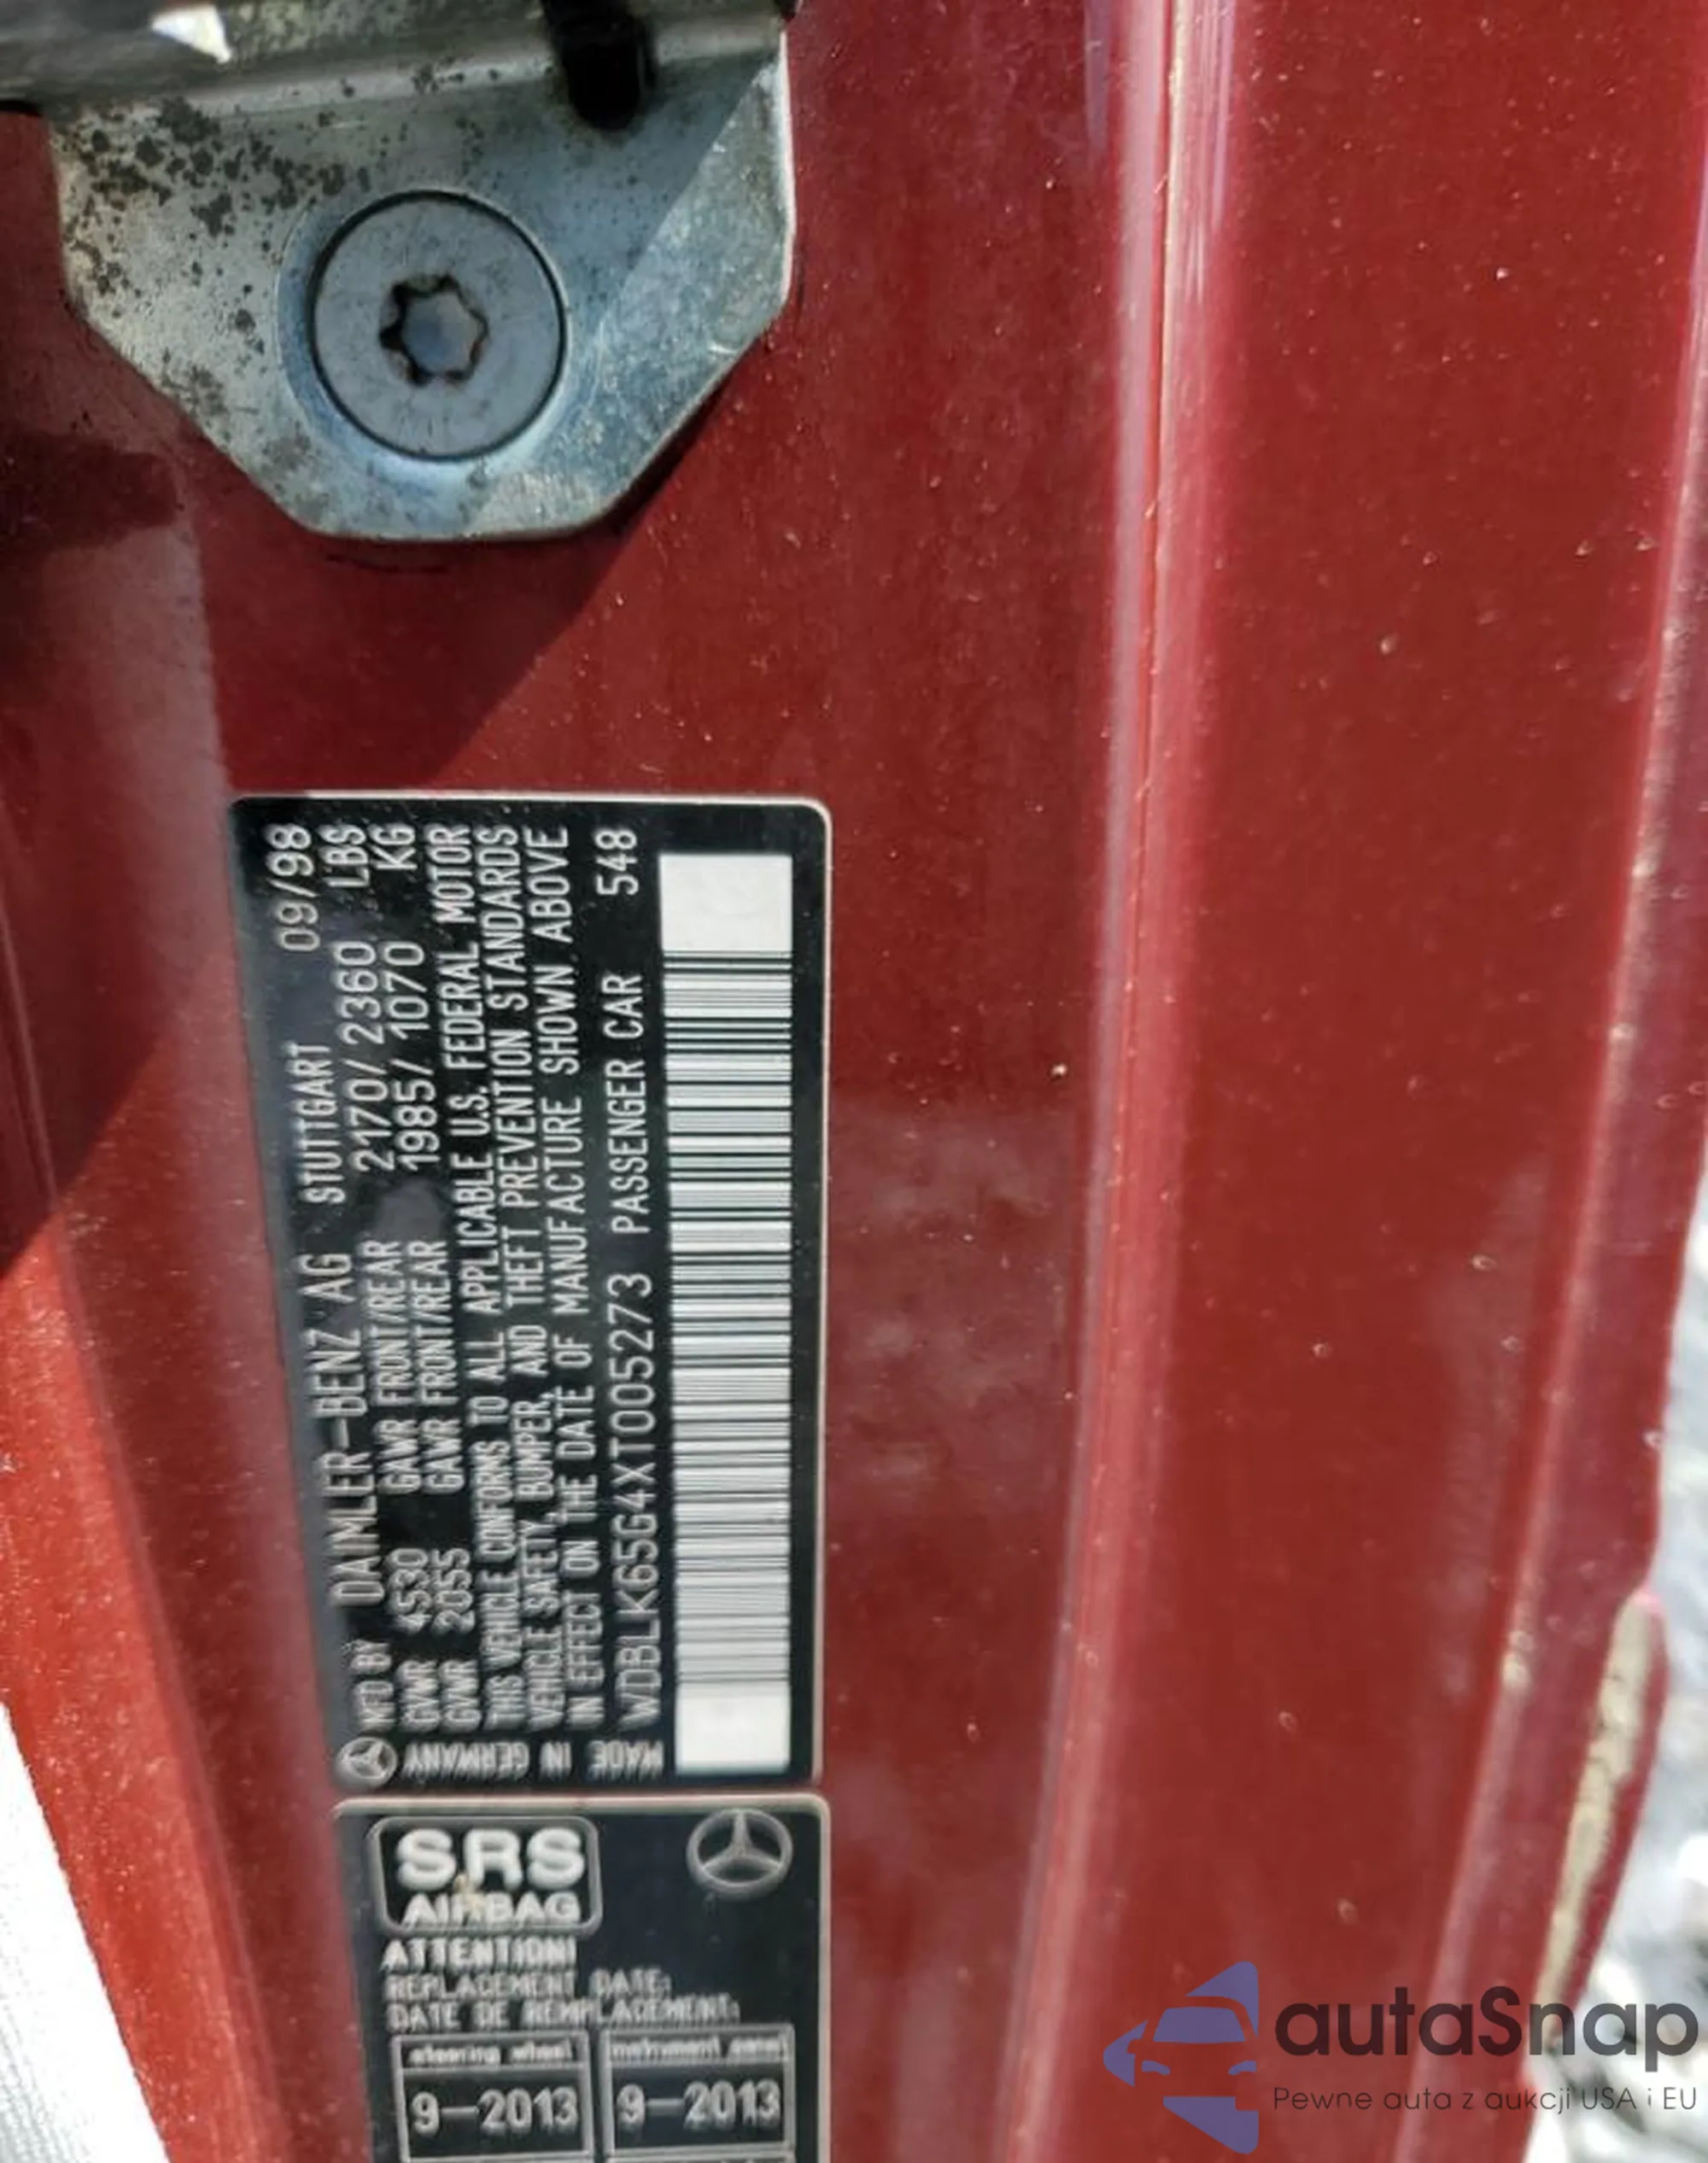 MFD BY DAIMLER-BENZ AG STUTTGART 09/98
GVWR 4530 GAWR FRONT/REAR 2170/2360 LBS
GVWR 2055 GAWR FRONT/REAR 1985/1070 KG
THIS VEHICLE CONFORMS TO ALL APPLICABLE U.S. FEDERAL MOTOR
VEHICLE SAFETY, BUMPER, AND THEFT PREVENTION STANDARDS
IN EFFECT ON THE DATE OF MANUFACTURE SHOWN ABOVE
WDBLK65G4XT005273 PASSENGER CAR 548
MADE IN GERMANY
SRS
AIRBAG
ATTENTION!
REPLACEMENT DATE:
DATE DE REMPLACEMENT:
steering wheel
instrument panel
9-2013
9-2013
autaSnap
Pewne auta z aukcji USA i EU